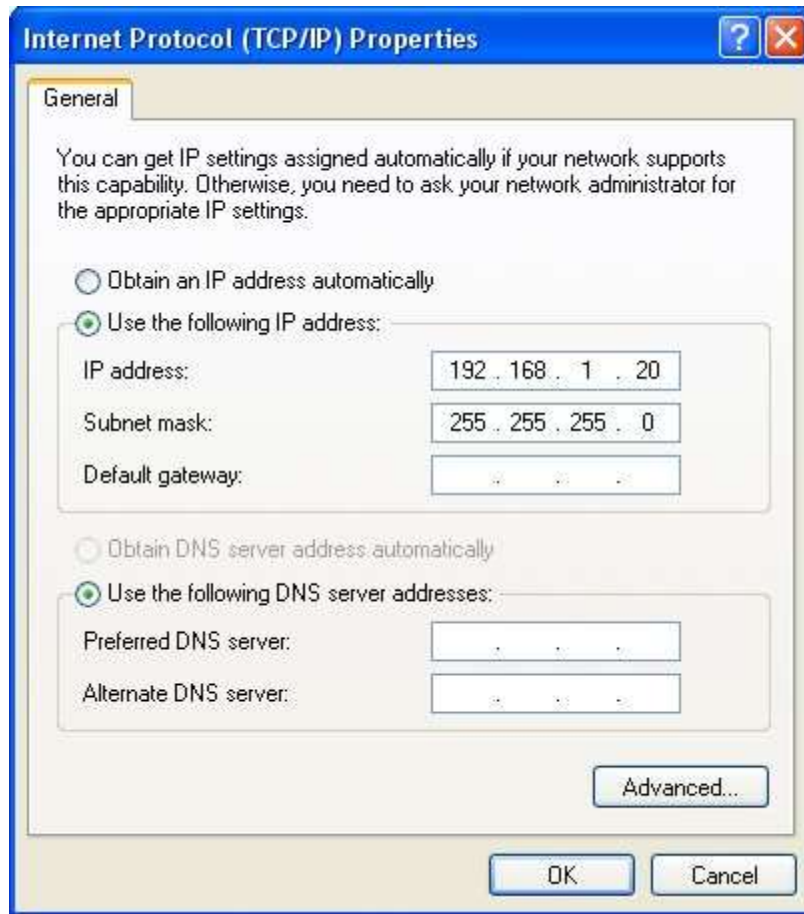 Internet Protocol (TCP/IP) Properties
General
You can get IP settings assigned automatically if your network supports
this capability. Otherwise, you need to ask your network administrator for
the appropriate IP settings.
Obtain an IP address automatically
Use the following IP address:
IP address: 192 . 168 . 1 . 20
Subnet mask: 255 . 255 . 255 . 0
Default gateway: . . .
Obtain DNS server address automatically
Use the following DNS server addresses:
Preferred DNS server: . . .
Alternate DNS server: . . .
Advanced...
OK Cancel